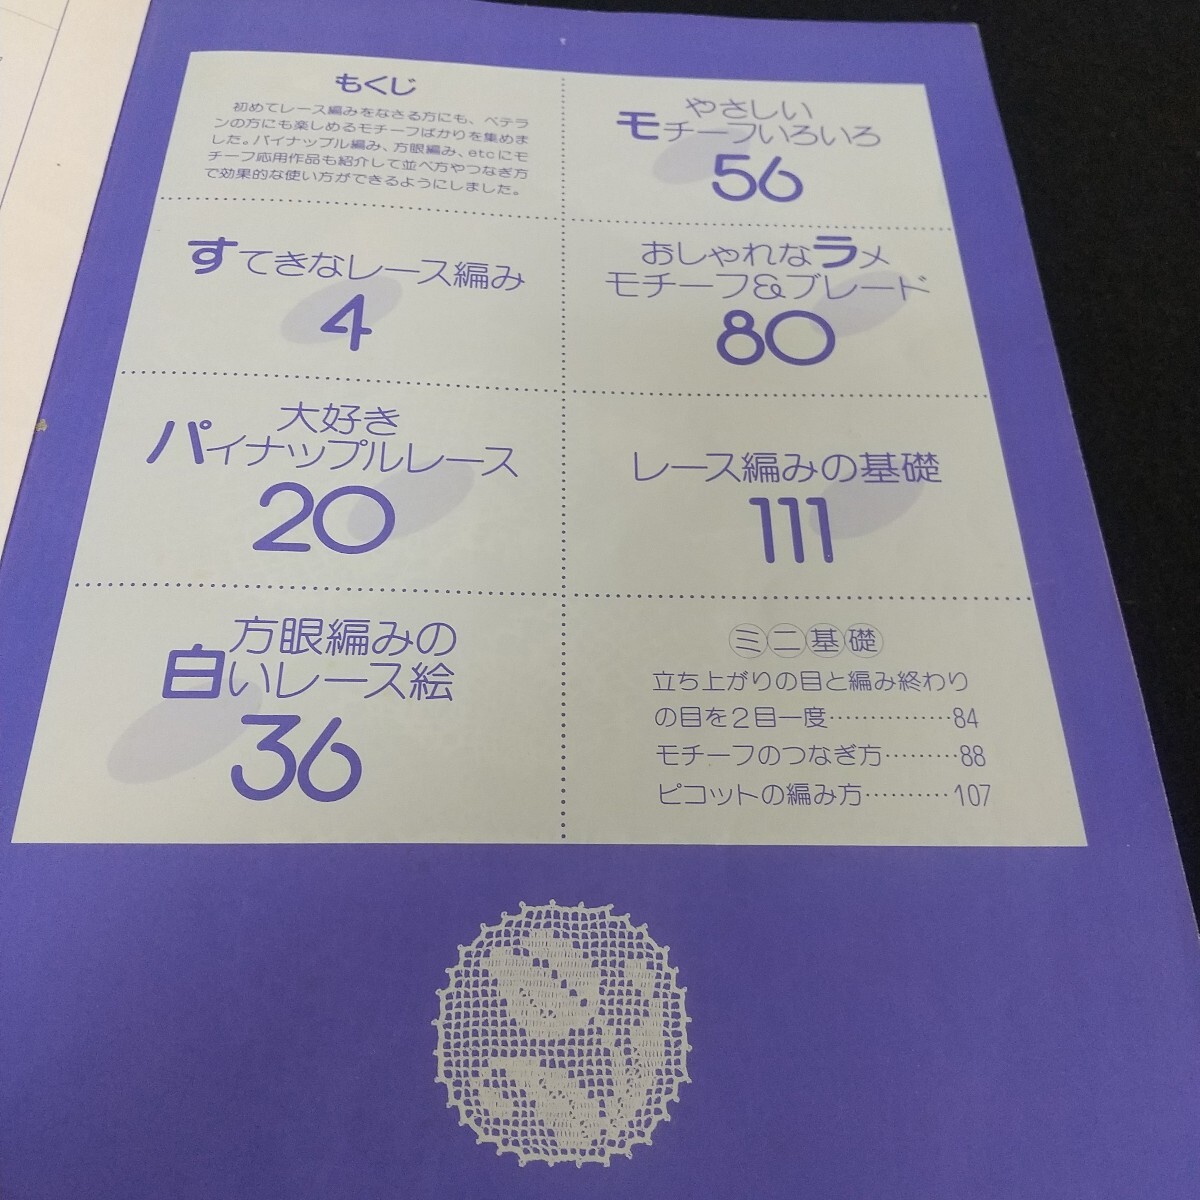 もくじ
初めてレース編みをなさる方にも、ベテラ
ンの方にも楽しめるモチーフばかりを集めま
した。パイナップル編み、方眼編み、etcにモ
チーフ応用作品も紹介して並べ方やつなぎ方
で効果的な使い方ができるようにしました。
すてきなレース編み
4
大好き
パイナップルレース
20
方眼編みの
白いレース絵
36
やさしい
モチーフいろいろ
56
おしゃれなラメ
モチーフ&ブレード
80
レース編みの基礎
111
ミニ基礎
立ち上がりの目と編み終わり
の目を2目一度……………84
モチーフのつなぎ方………88
ピコットの編み方…………107